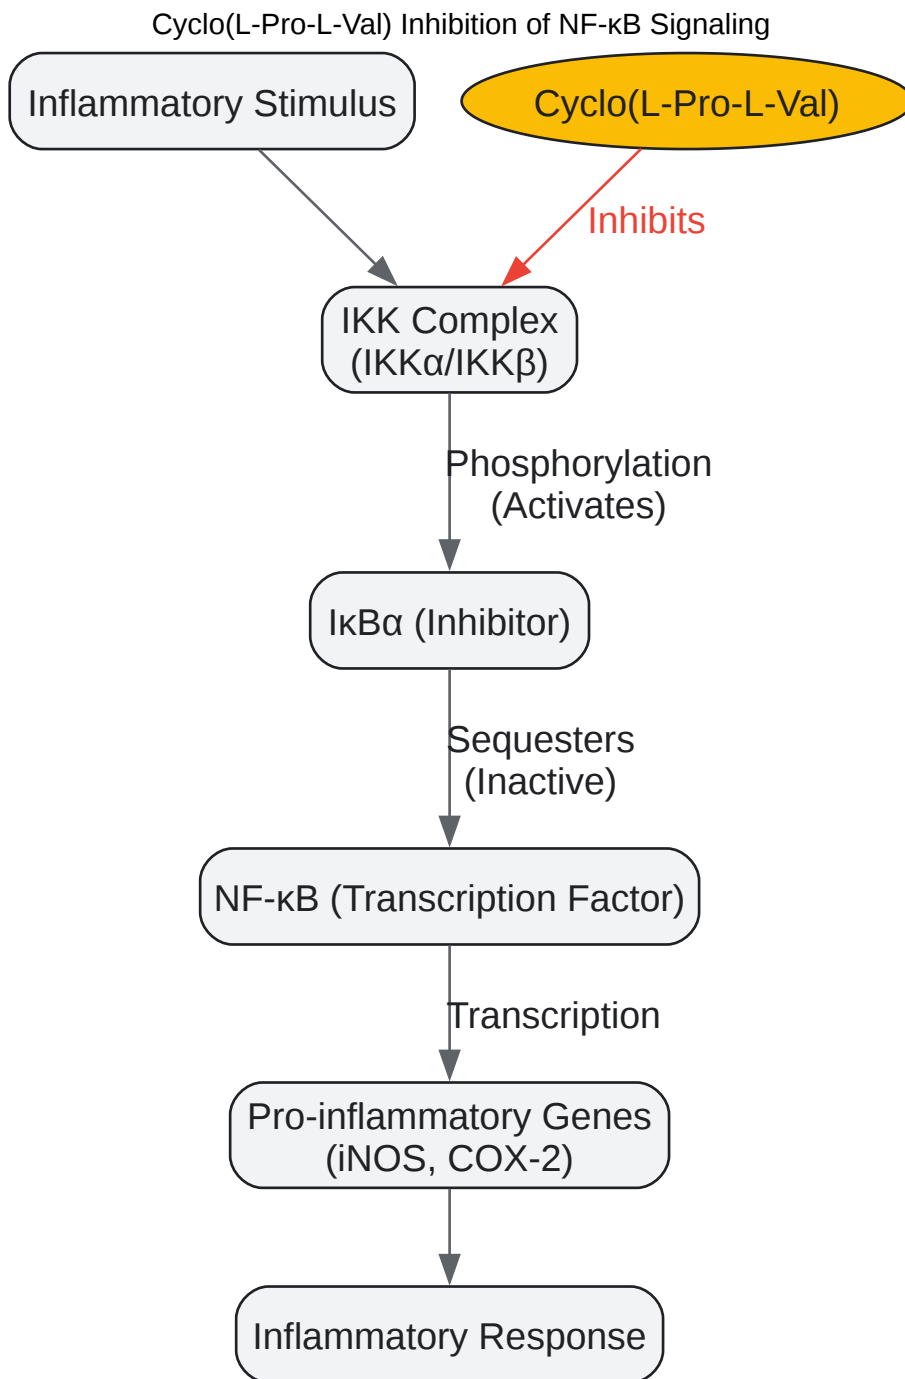 Cyclo(L-Pro-L-Val) Inhibition of NF-κB Signaling
Inflammatory Stimulus
Cyclo(L-Pro-L-Val)
Inhibits
IKK Complex
(IKKα/IKKβ)
Phosphorylation
(Activates)
IκBα (Inhibitor)
Sequesters
(Inactive)
NF-κB (Transcription Factor)
Transcription
Pro-inflammatory Genes
(iNOS, COX-2)
Inflammatory Response